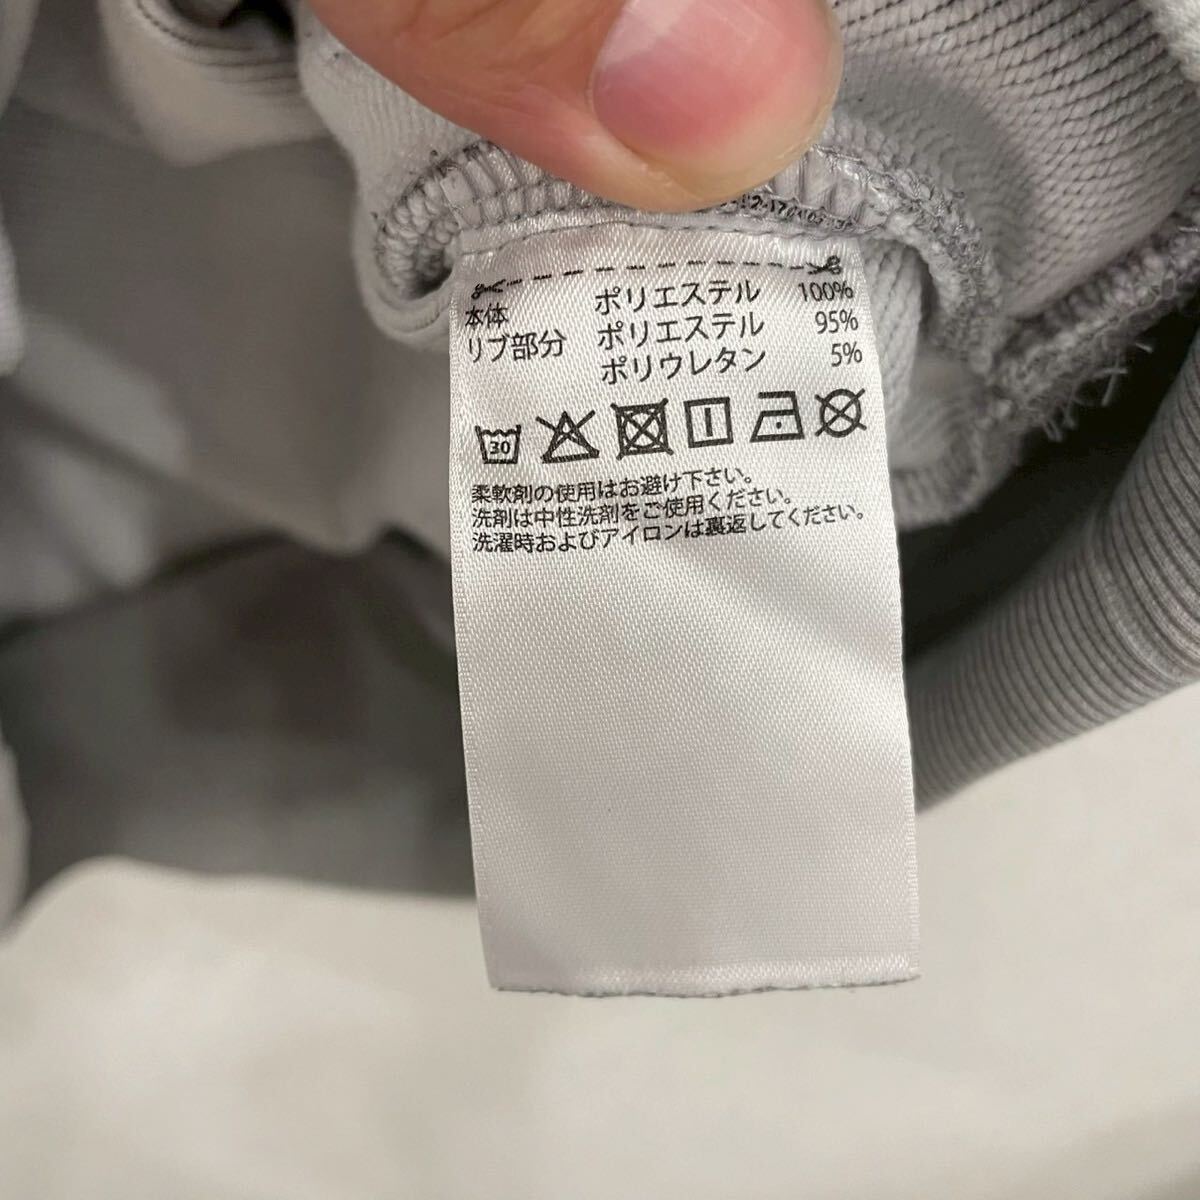 本体 ポリエステル 100%
リブ部分 ポリエステル 95%
ポリウレタン 5%
30
柔軟剤の使用はお避け下さい。
洗剤は中性洗剤をご使用ください。
洗濯時およびアイロンは裏返してください。